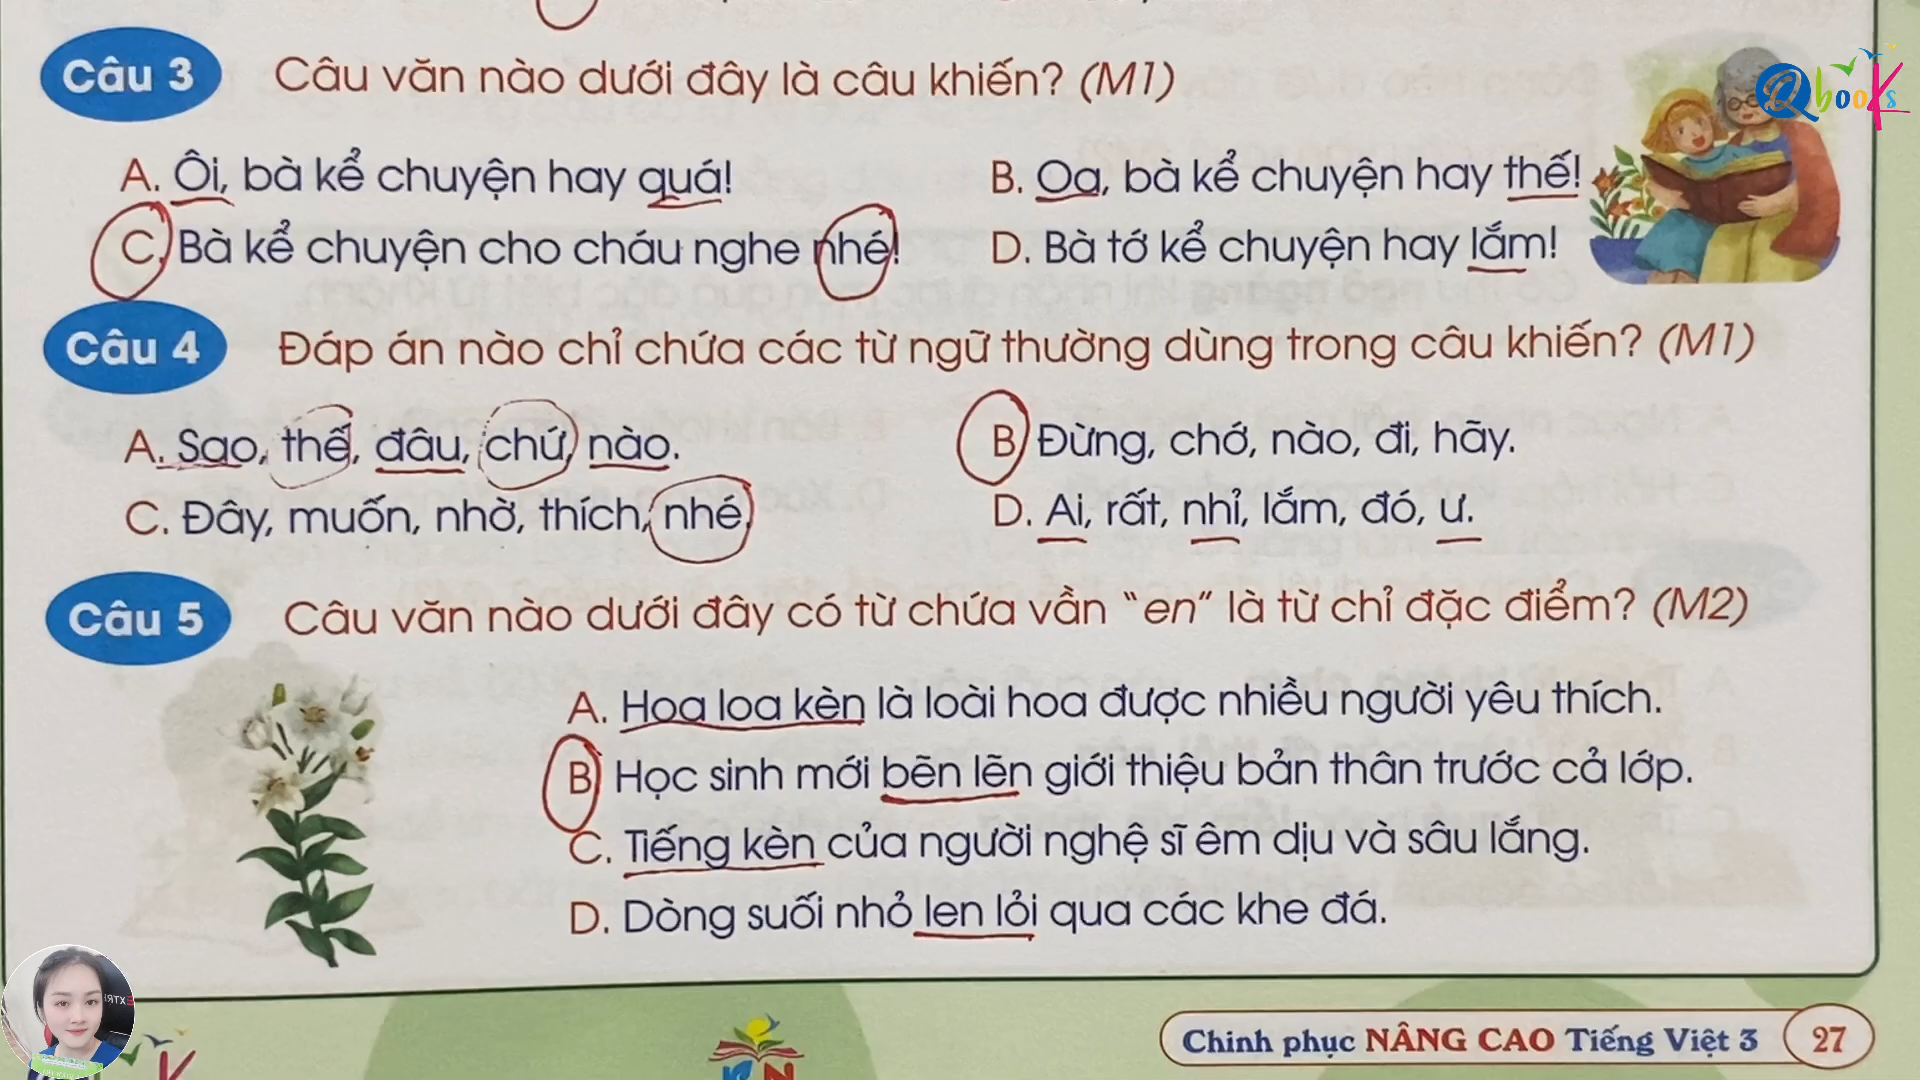 Qbooks
Câu 3 Câu văn nào dưới đây là câu khiến? (M1)
A. Ôi, bà kể chuyện hay quá! B. Oa, bà kể chuyện hay thế!
C. Bà kể chuyện cho cháu nghe nhé! D. Bà tớ kể chuyện hay lắm!
Câu 4 Đáp án nào chỉ chứa các từ ngữ thường dùng trong câu khiến? (M1)
A. Sao, thế, đâu, chứ, nào. B. Đừng, chớ, nào, đi, hãy.
C. Đây, muốn, nhờ, thích, nhé. D. Ai, rất, nhỉ, lắm, đó, ư.
Câu 5 Câu văn nào dưới đây có từ chứa vần “en” là từ chỉ đặc điểm? (M2)
A. Hoa loa kèn là loài hoa được nhiều người yêu thích.
B. Học sinh mới bẽn lẽn giới thiệu bản thân trước cả lớp.
C. Tiếng kèn của người nghệ sĩ êm dịu và sâu lắng.
D. Dòng suối nhỏ len lỏi qua các khe đá.
Chinh phục NÂNG CAO Tiếng Việt 3 27